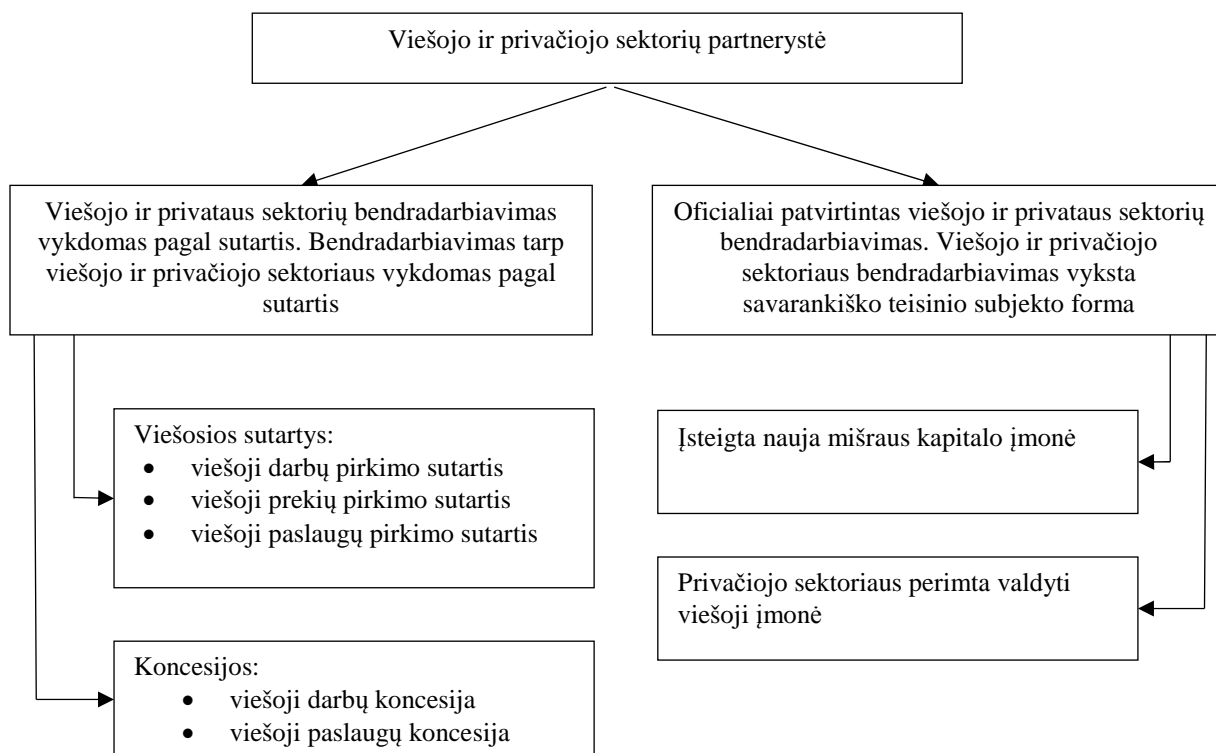 Viešojo ir privačiojo sektorių partnerystė
Viešojo ir privataus sektorių bendradarbiavimas
vykdomas pagal sutartis. Bendradarbiavimas tarp
viešojo ir privačiojo sektoriaus vykdomas pagal
sutartis
Oficialiai patvirtintas viešojo ir privataus sektorių
bendradarbiavimas. Viešojo ir privačiojo
sektoriaus bendradarbiavimas vyksta
savarankiško teisinio subjekto forma
Viešosios sutartys:
• viešoji darbų pirkimo sutartis
• viešoji prekių pirkimo sutartis
• viešoji paslaugų pirkimo sutartis
Įsteigta nauja mišraus kapitalo įmonė
Privačiojo sektoriaus perimta valdyti
viešoji įmonė
Koncesijos:
• viešoji darbų koncesija
• viešoji paslaugų koncesija